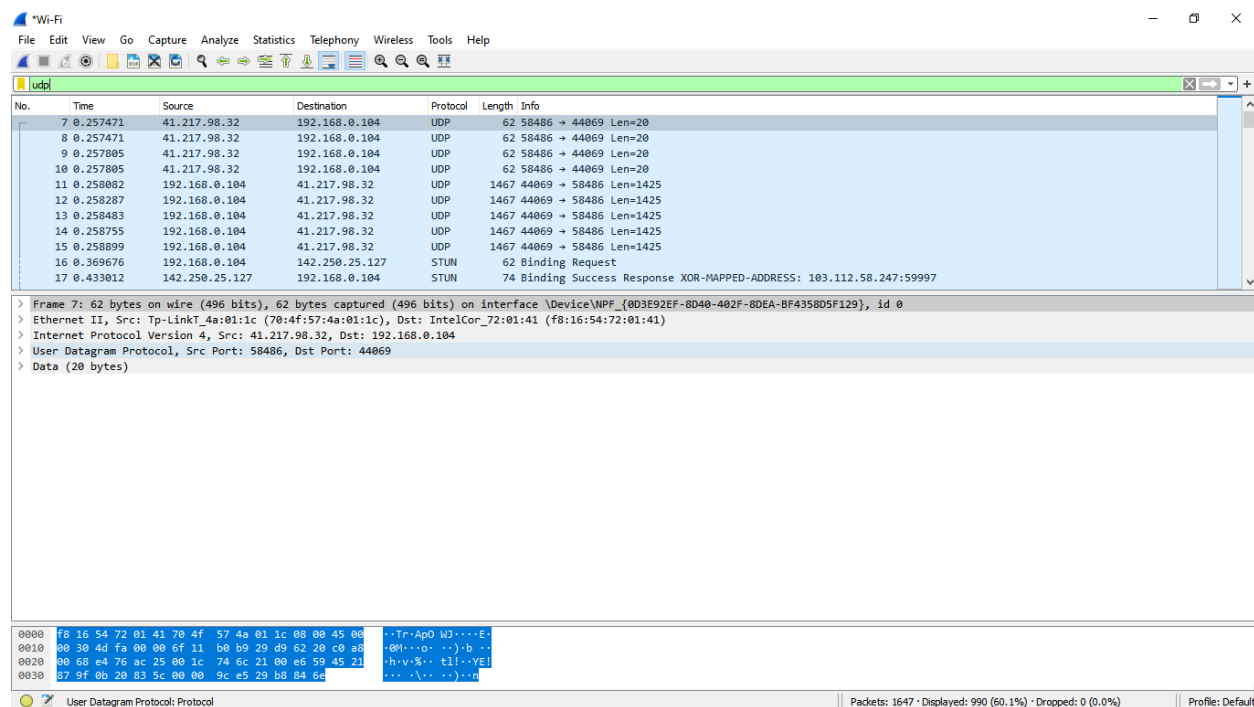 *Wi-Fi
File Edit View Go Capture Analyze Statistics Telephony Wireless Tools Help
udp
No. Time Source Destination Protocol Length Info
7 0.257471 41.217.98.32 192.168.0.104 UDP 62 58486 → 44069 Len=20
8 0.257471 41.217.98.32 192.168.0.104 UDP 62 58486 → 44069 Len=20
9 0.257805 41.217.98.32 192.168.0.104 UDP 62 58486 → 44069 Len=20
10 0.257805 41.217.98.32 192.168.0.104 UDP 62 58486 → 44069 Len=20
11 0.258082 192.168.0.104 41.217.98.32 UDP 1467 44069 → 58486 Len=1425
12 0.258287 192.168.0.104 41.217.98.32 UDP 1467 44069 → 58486 Len=1425
13 0.258483 192.168.0.104 41.217.98.32 UDP 1467 44069 → 58486 Len=1425
14 0.258755 192.168.0.104 41.217.98.32 UDP 1467 44069 → 58486 Len=1425
15 0.258899 192.168.0.104 41.217.98.32 UDP 1467 44069 → 58486 Len=1425
16 0.369676 192.168.0.104 142.250.25.127 STUN 62 Binding Request
17 0.433012 142.250.25.127 192.168.0.104 STUN 74 Binding Success Response XOR-MAPPED-ADDRESS: 103.112.58.247:59997
> Frame 7: 62 bytes on wire (496 bits), 62 bytes captured (496 bits) on interface \Device\NPF_{0D3E92EF-8D40-402F-8DEA-BF4358D5F129}, id 0
> Ethernet II, Src: Tp-LinkT_4a:01:1c (70:4f:57:4a:01:1c), Dst: IntelCor_72:01:41 (f8:16:54:72:01:41)
> Internet Protocol Version 4, Src: 41.217.98.32, Dst: 192.168.0.104
> User Datagram Protocol, Src Port: 58486, Dst Port: 44069
> Data (20 bytes)
0000 f8 16 54 72 01 41 70 4f 57 4a 01 1c 08 00 45 00 ··Tr·ApO WJ····E·
0010 00 30 4d fa 00 00 6f 11 b0 b9 29 d9 62 20 c0 a8 ·0M···o· ··)·b ··
0020 00 68 e4 76 ac 25 00 1c 74 6c 21 00 e6 59 45 21 ·h·v·%·· tl!··YE!
0030 87 9f 0b 20 83 5c 00 00 9c e5 29 b8 84 6e ··· ·\·· ··)··n
User Datagram Protocol: Protocol
Packets: 1647 · Displayed: 990 (60.1%) · Dropped: 0 (0.0%)
Profile: Default